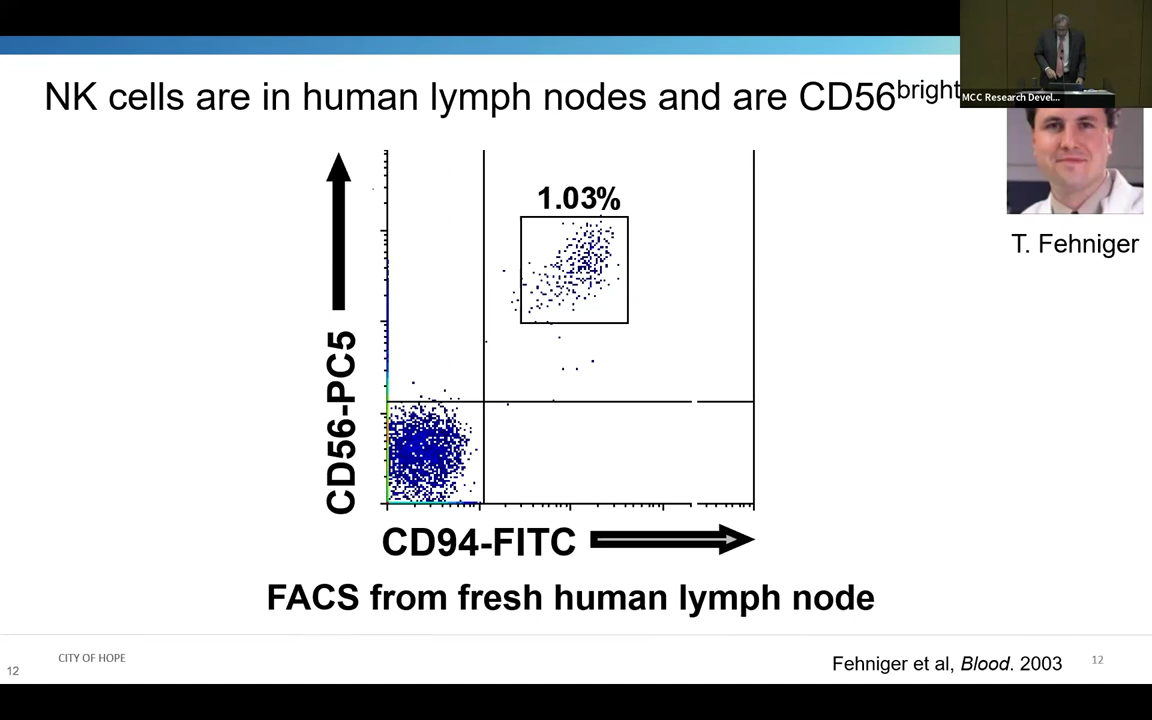 NK cells are in human lymph nodes and are CD56bright
MCC Research Devel...
T. Fehniger
1.03%
CD56-PC5
CD94-FITC
FACS from fresh human lymph node
CITY OF HOPE
12
Fehniger et al, Blood. 2003
12